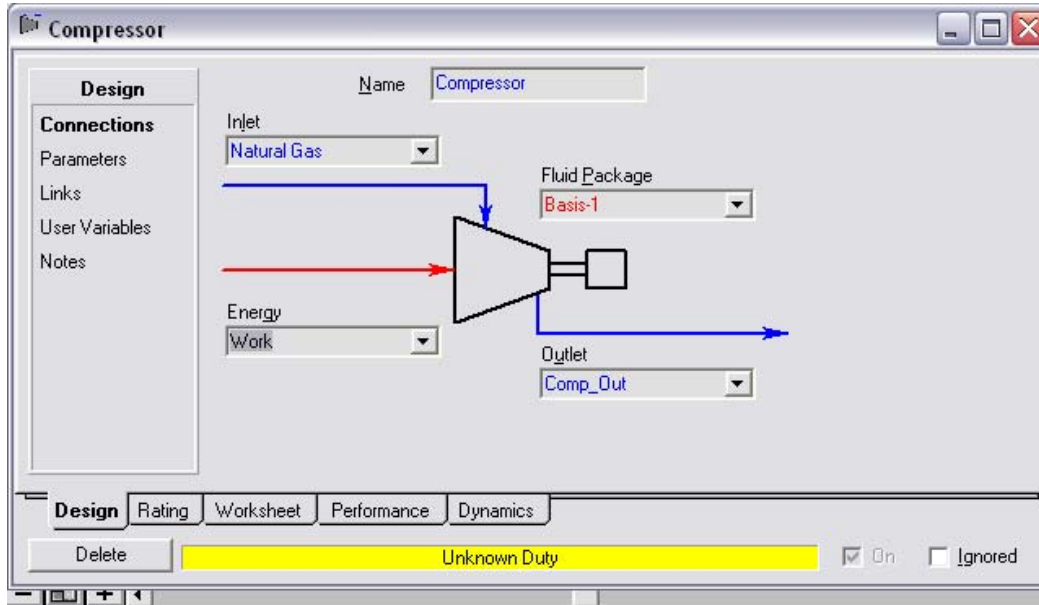 Compressor
Design
Connections
Parameters
Links
User Variables
Notes
Name Compressor
Inlet
Natural Gas
Fluid Package
Basis-1
Energy
Work
Outlet
Comp_Out
Design Rating Worksheet Performance Dynamics
Delete Unknown Duty On Ignored